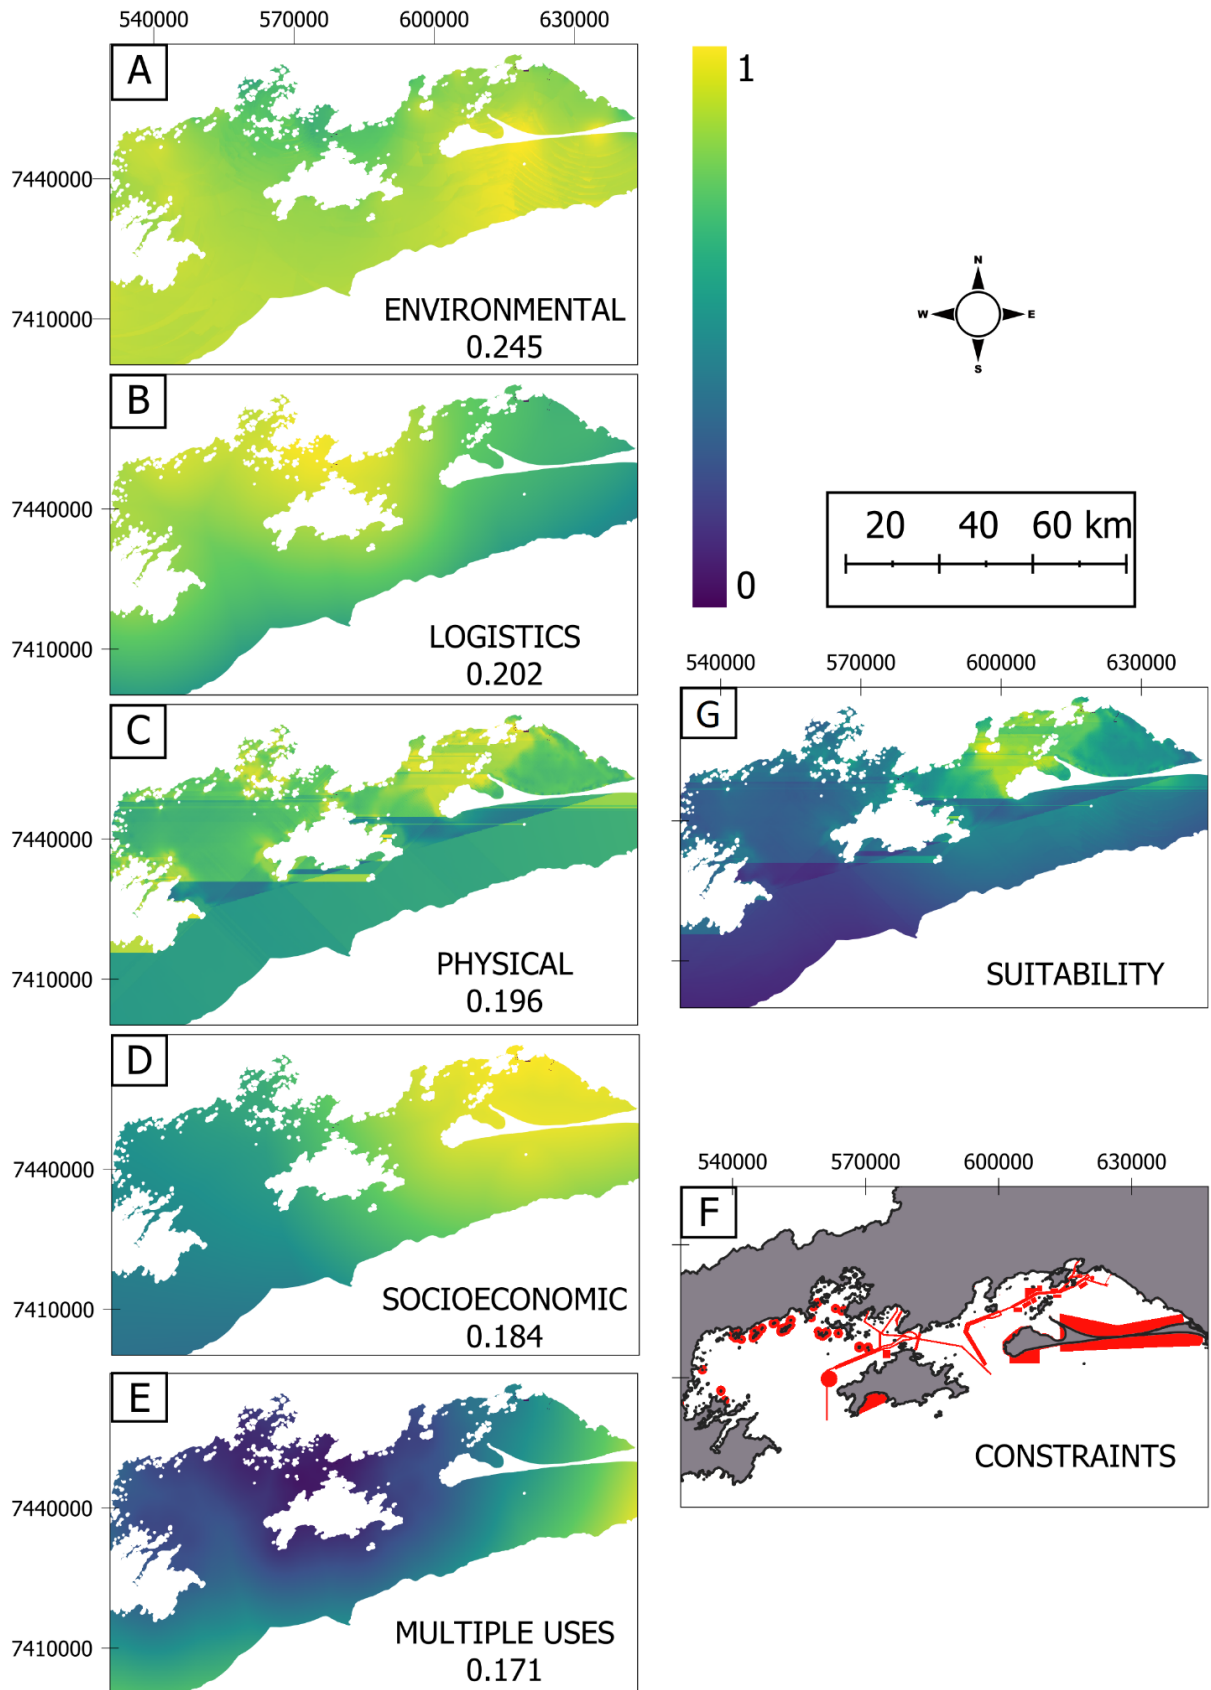 540000 570000 600000 630000
A
7440000
7410000
ENVIRONMENTAL
0.245
B
7440000
7410000
LOGISTICS
0.202
C
7440000
7410000
PHYSICAL
0.196
D
7440000
7410000
SOCIOECONOMIC
0.184
E
7440000
7410000
MULTIPLE USES
0.171
1
0
N
W E
S
20 40 60 km
540000 570000 600000 630000
G
SUITABILITY
540000 570000 600000 630000
F
CONSTRAINTS